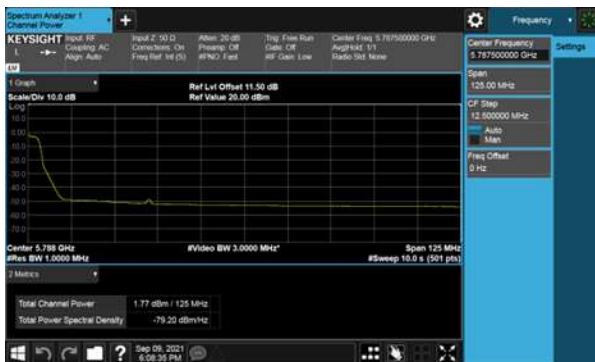 Spectrum Analyzer 1
Channel Power
+
Frequency
KEYSIGHT
Input: RF
Coupling: AC
Align: Auto
Input Z: 50 Ω
Corrections: On
Freq Ref: Int (S)
Atten: 20 dB
Preamp: Off
#PNO: Fast
Trig: Free Run
Gate: Off
#IF Gain: Low
Center Freq: 5.787500000 GHz
Avg|Hold: 1/1
Radio Std: None
Center Frequency
5.787500000 GHz
Settings
Span
125.00 MHz
CF Step
12.500000 MHz
Auto
Man
Freq Offset
0 Hz
1 Graph
Scale/Div 10.0 dB
Ref Lvl Offset 11.50 dB
Ref Value 20.00 dBm
Log
10.0
0.00
-10.0
-20.0
-30.0
-40.0
-50.0
-60.0
-70.0
Center 5.788 GHz
#Res BW 1.0000 MHz
#Video BW 3.0000 MHz*
Span 125 MHz
#Sweep 10.0 s (501 pts)
2 Metrics
Total Channel Power 1.77 dBm / 125 MHz
Total Power Spectral Density -79.20 dBm/Hz
?
Sep 09, 2021
6:08:35 PM